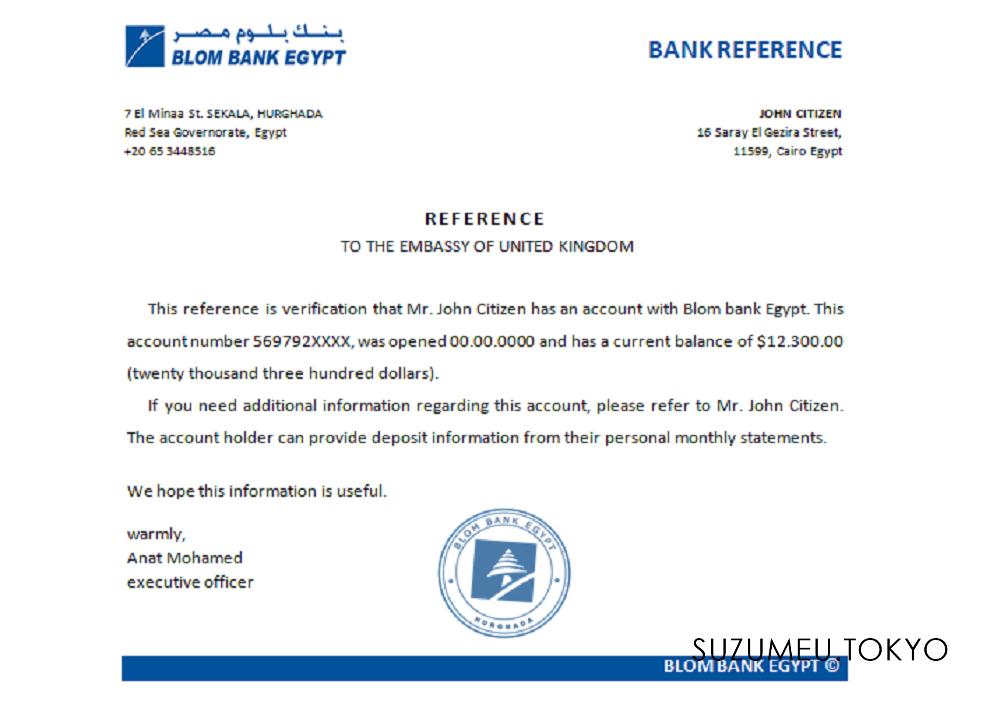 بنك بلوم مصر
BLOM BANK EGYPT
BANK REFERENCE
7 El Minaa St. SEKALA, HURGHADA
Red Sea Governorate, Egypt
+20 65 3448516
JOHN CITIZEN
16 Saray El Gezira Street,
11599, Cairo Egypt
REFERENCE
TO THE EMBASSY OF UNITED KINGDOM
This reference is verification that Mr. John Citizen has an account with Blom bank Egypt. This
account number 569792XXXX, was opened 00.00.0000 and has a current balance of $12.300.00
(twenty thousand three hundred dollars).
If you need additional information regarding this account, please refer to Mr. John Citizen.
The account holder can provide deposit information from their personal monthly statements.
We hope this information is useful.
warmly,
Anat Mohamed
executive officer
BLOM BANK EGYPT
HURGHADA
SUZUMEU.TOKYO
BLOM BANK EGYPT ©